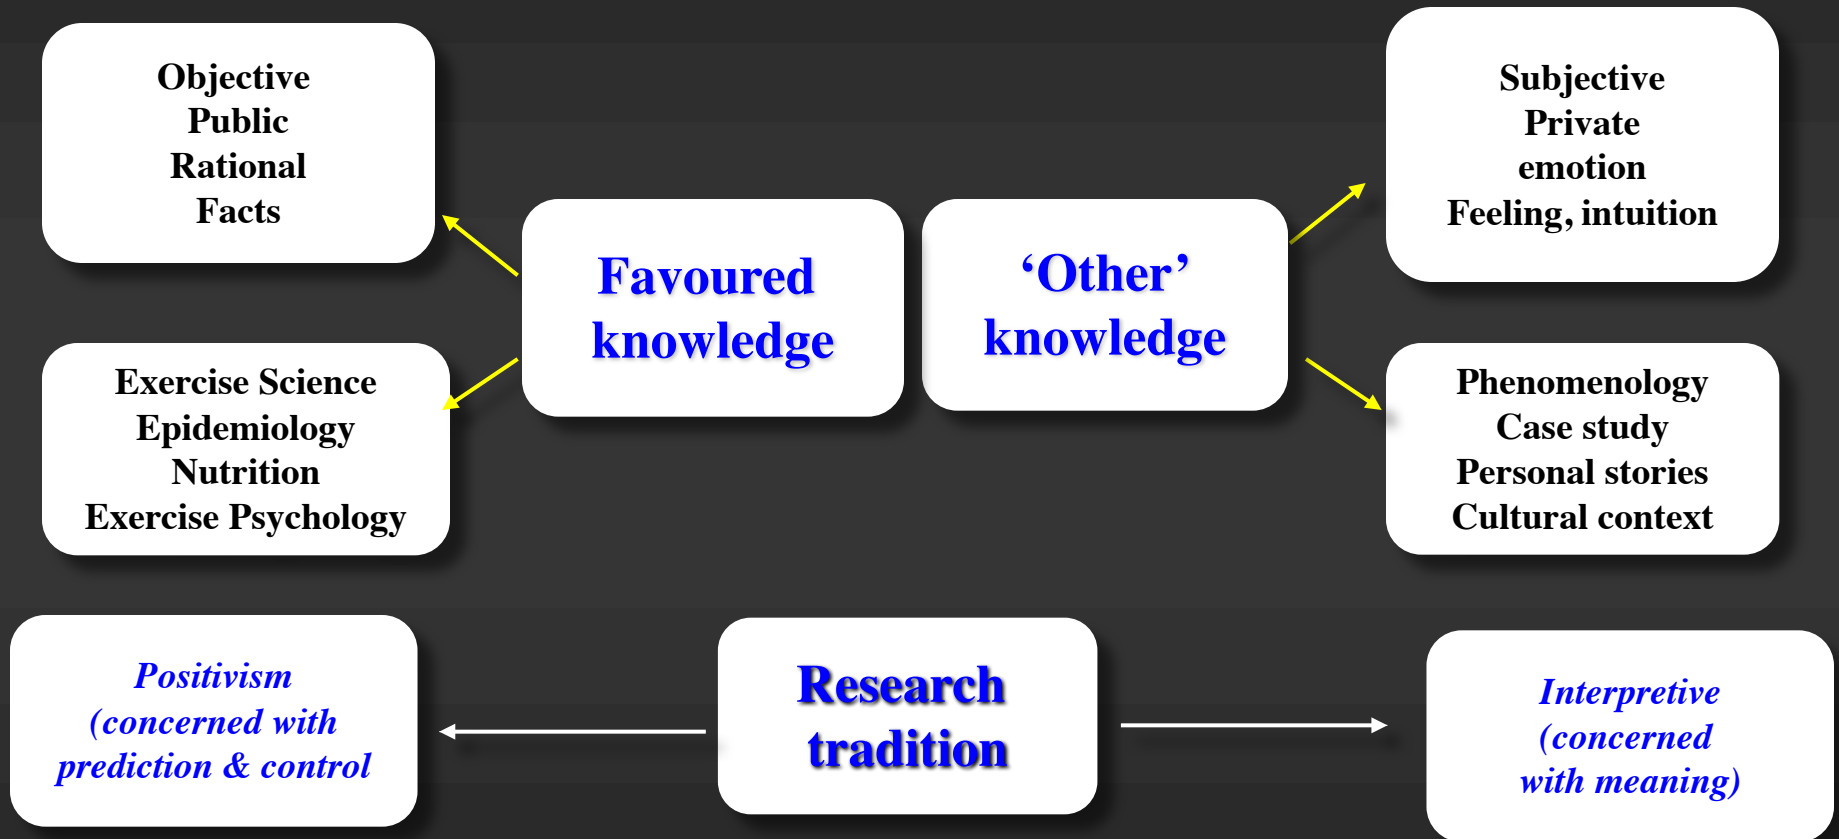 Objective
Public
Rational
Facts
Exercise Science
Epidemiology
Nutrition
Exercise Psychology
Favoured
knowledge
‘Other’
knowledge
Subjective
Private
emotion
Feeling, intuition
Phenomenology
Case study
Personal stories
Cultural context
Positivism
(concerned with
prediction & control
Research
tradition
Interpretive
(concerned
with meaning)